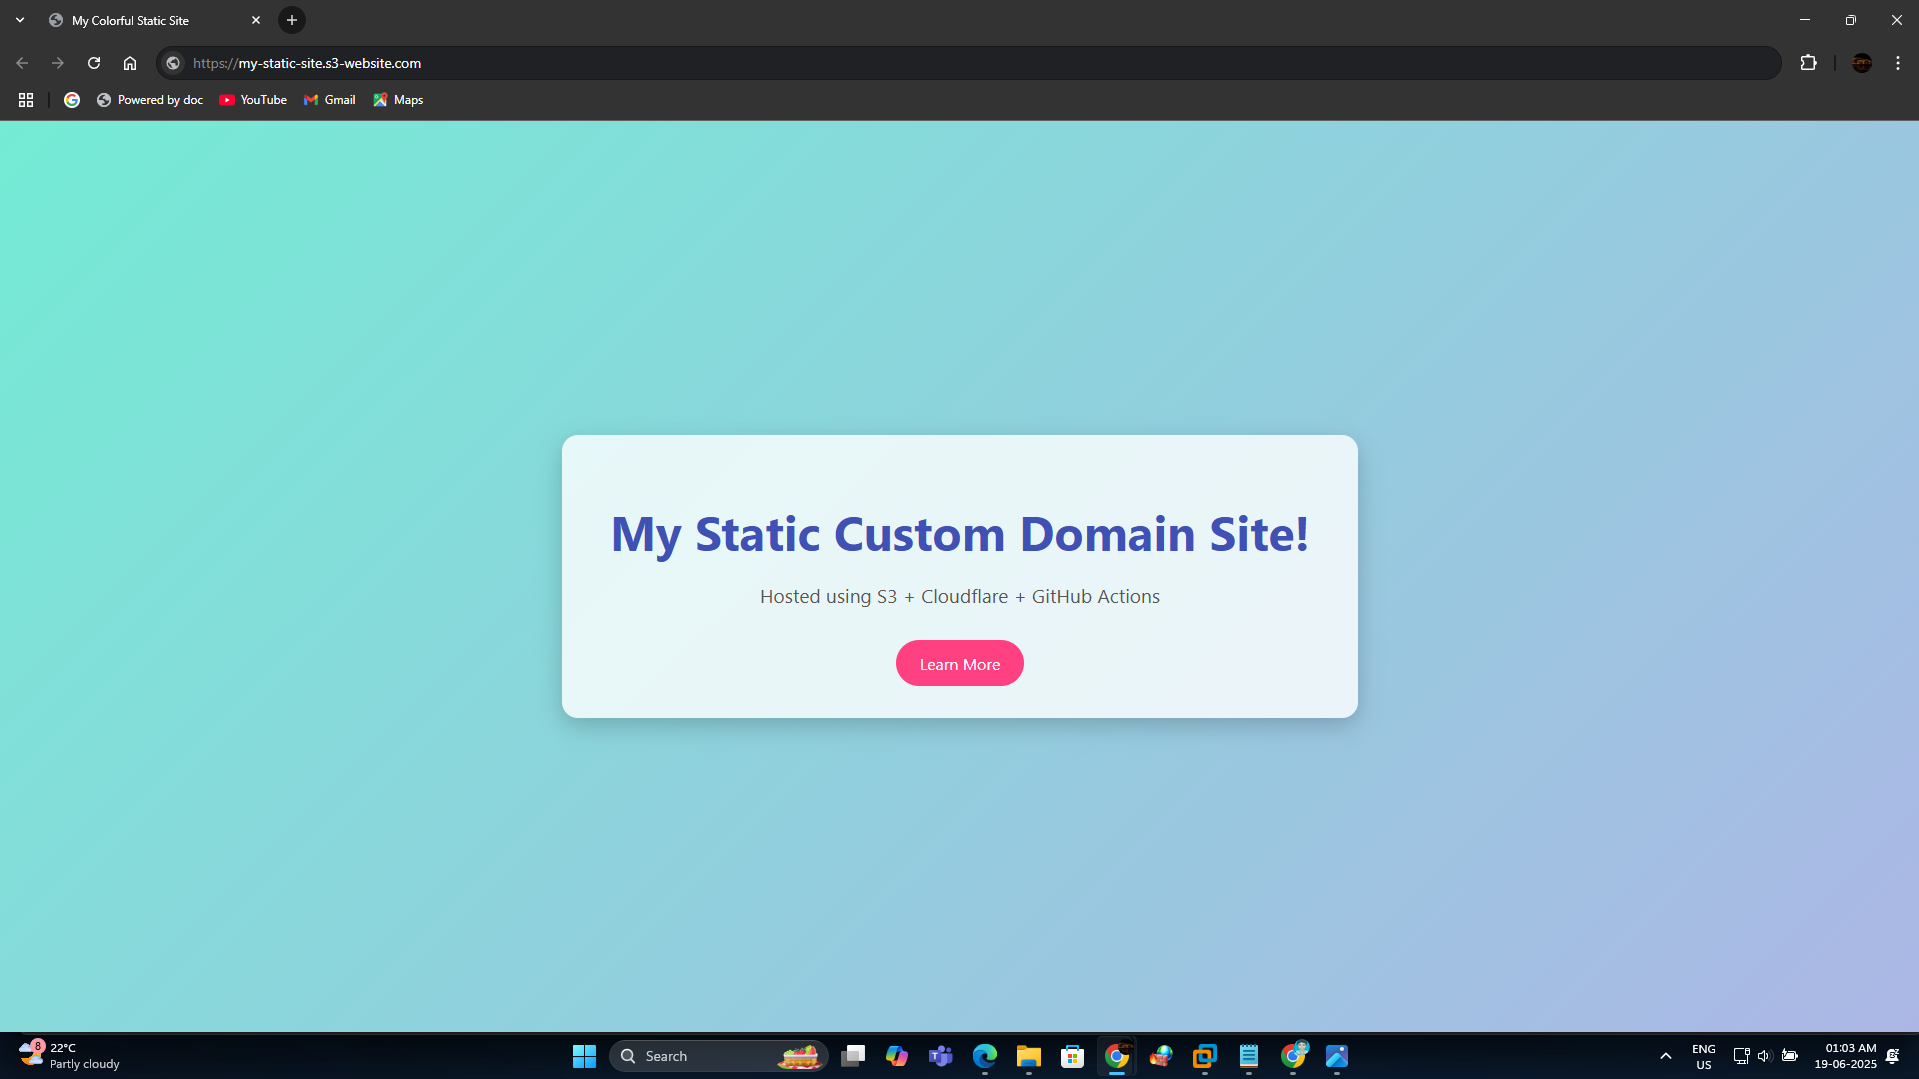 My Colorful Static Site
https://my-static-site.s3-website.com
Powered by doc
YouTube
Gmail
Maps
My Static Custom Domain Site!
Hosted using S3 + Cloudflare + GitHub Actions
Learn More
8
22°C
Partly cloudy
Search
ENG
US
01:03 AM
19-06-2025